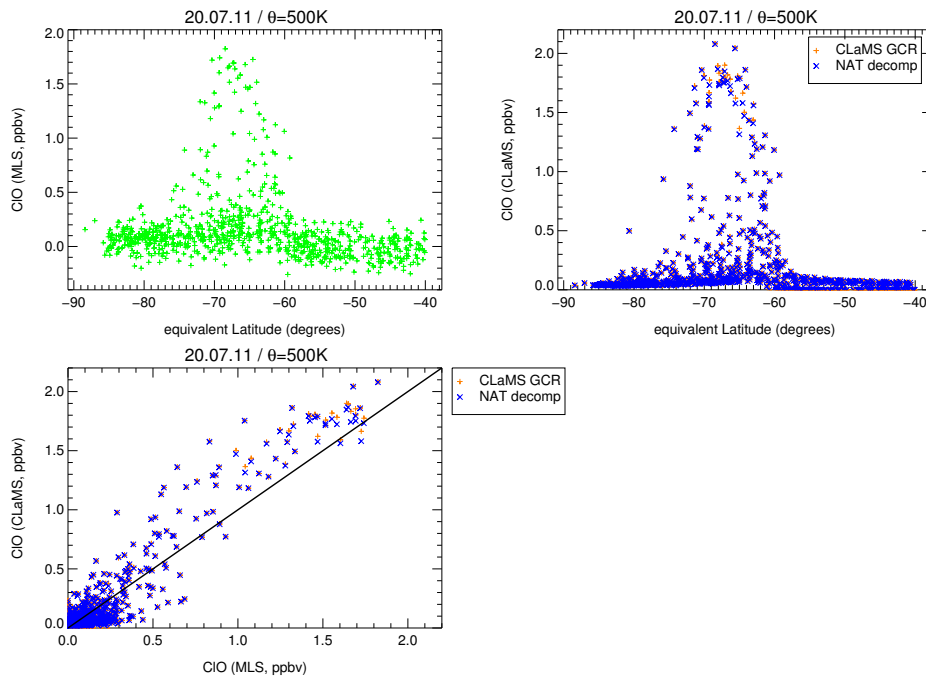 20.07.11 / θ=500K
ClO (MLS, ppbv)
2.0
1.5
1.0
0.5
0.0
−90
−80
−70
−60
−50
−40
equivalent Latitude (degrees)
20.07.11 / θ=500K
CLaMS GCR
NAT decomp
ClO (CLaMS, ppbv)
2.0
1.5
1.0
0.5
0.0
−90
−80
−70
−60
−50
−40
equivalent Latitude (degrees)
20.07.11 / θ=500K
CLaMS GCR
NAT decomp
ClO (CLaMS, ppbv)
2.0
1.5
1.0
0.5
0.0
0.0
0.5
1.0
1.5
2.0
ClO (MLS, ppbv)